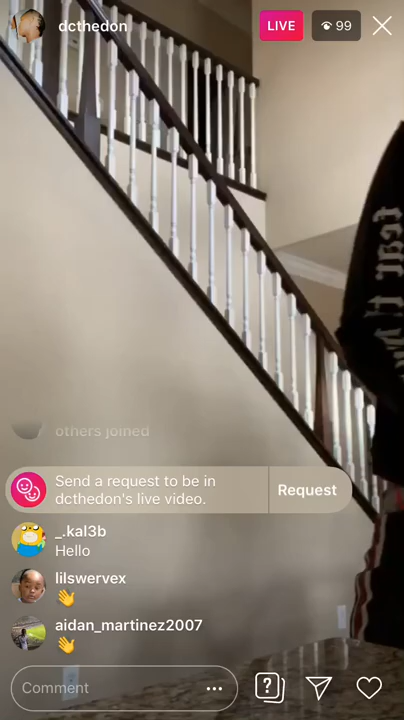 dcthedon
LIVE
99
others joined
Send a request to be in
dcthedon's live video.
Request
_.kal3b
Hello
lilswervex
👋
aidan_martinez2007
👋
Comment